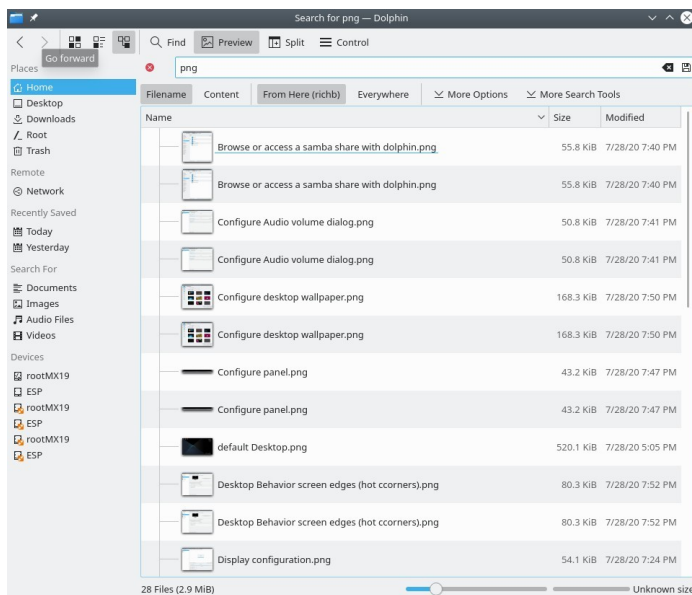 Search for png — Dolphin
Find Preview Split Control
Go forward
Places
png
Home
Desktop
Downloads
Root
Trash
Remote
Network
Recently Saved
Today
Yesterday
Search For
Documents
Images
Audio Files
Videos
Devices
rootMX19
ESP
rootMX19
ESP
rootMX19
ESP
Filename Content From Here (richb) Everywhere More Options More Search Tools
Name Size Modified
Browse or access a samba share with dolphin.png 55.8 KiB 7/28/20 7:40 PM
Browse or access a samba share with dolphin.png 55.8 KiB 7/28/20 7:40 PM
Configure Audio volume dialog.png 50.8 KiB 7/28/20 7:41 PM
Configure Audio volume dialog.png 50.8 KiB 7/28/20 7:41 PM
Configure desktop wallpaper.png 168.3 KiB 7/28/20 7:50 PM
Configure desktop wallpaper.png 168.3 KiB 7/28/20 7:50 PM
Configure panel.png 43.2 KiB 7/28/20 7:47 PM
Configure panel.png 43.2 KiB 7/28/20 7:47 PM
default Desktop.png 520.1 KiB 7/28/20 5:05 PM
Desktop Behavior screen edges (hot ccorners).png 80.3 KiB 7/28/20 7:52 PM
Desktop Behavior screen edges (hot ccorners).png 80.3 KiB 7/28/20 7:52 PM
Display configuration.png 54.1 KiB 7/28/20 7:24 PM
28 Files (2.9 MiB) Unknown size